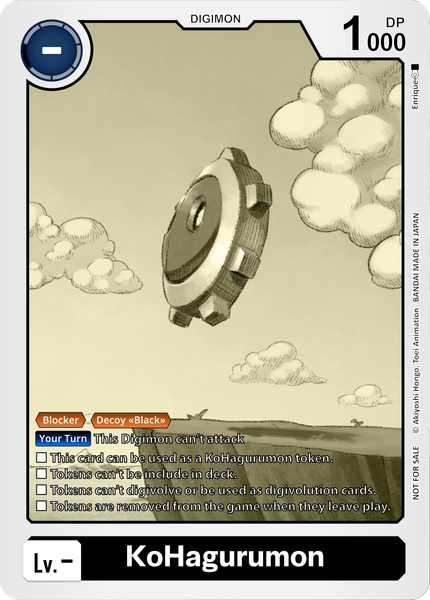 DIGIMON
-
DP
1000
Enrique
NOT FOR SALE © Akiyoshi Hongo. Toei Animation BANDAI MADE IN JAPAN
Blocker Decoy «Black»
Your Turn This Digimon can't attack
This card can be used as a KoHagurumon token.
Tokens can't be include in deck.
Tokens can't digivolve or be used as digivolution cards.
Tokens are removed from the game when they leave play.
Lv.- KoHagurumon